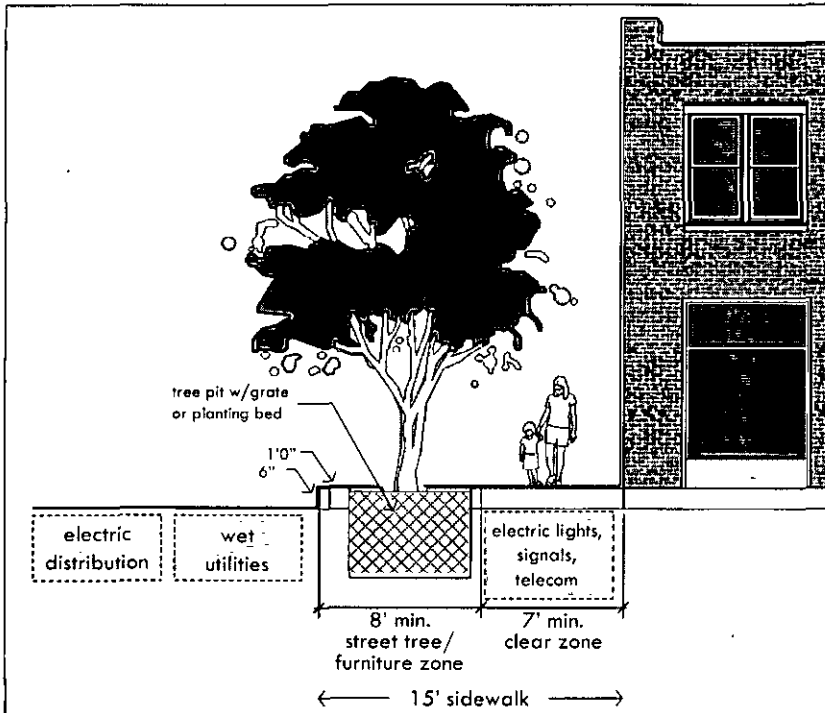 tree pit w/grate
or planting bed
1'0"
6"
electric
distribution
wet
utilities
electric lights,
signals,
telecom
8' min.
street tree/
furniture zone
7' min.
clear zone
15' sidewalk